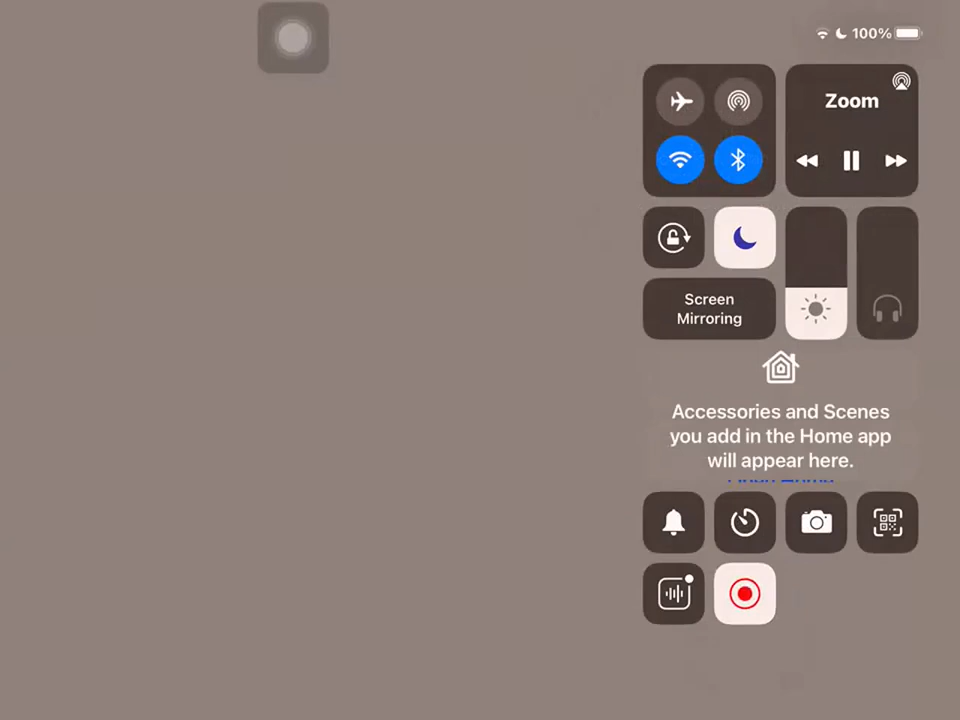 100%
Zoom
Screen
Mirroring
Accessories and Scenes
you add in the Home app
will appear here.